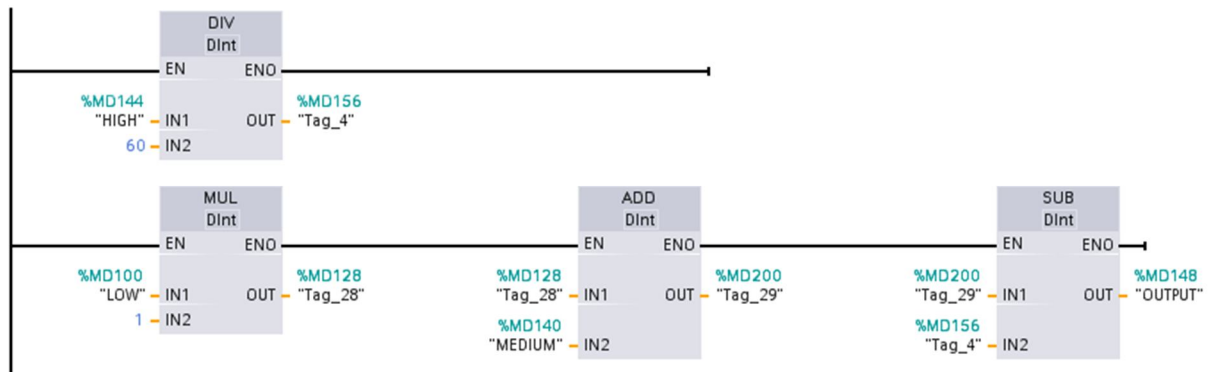 DIV
DInt
EN ENO
%MD144 %MD156
"HIGH" IN1 OUT "Tag_4"
60 IN2
MUL ADD SUB
DInt DInt DInt
EN ENO EN ENO EN ENO
%MD100 %MD128 %MD128 %MD200 %MD200 %MD148
"LOW" IN1 OUT "Tag_28" "Tag_28" IN1 OUT "Tag_29" "Tag_29" IN1 OUT "OUTPUT"
1 IN2
%MD140 %MD156
"MEDIUM" IN2 "Tag_4" IN2